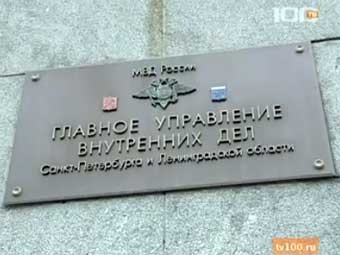 100 TV
МВД России
ГЛАВНОЕ УПРАВЛЕНИЕ
ВНУТРЕННИХ ДЕЛ
Санкт-Петербурга и Ленинградской области
tv100.ru